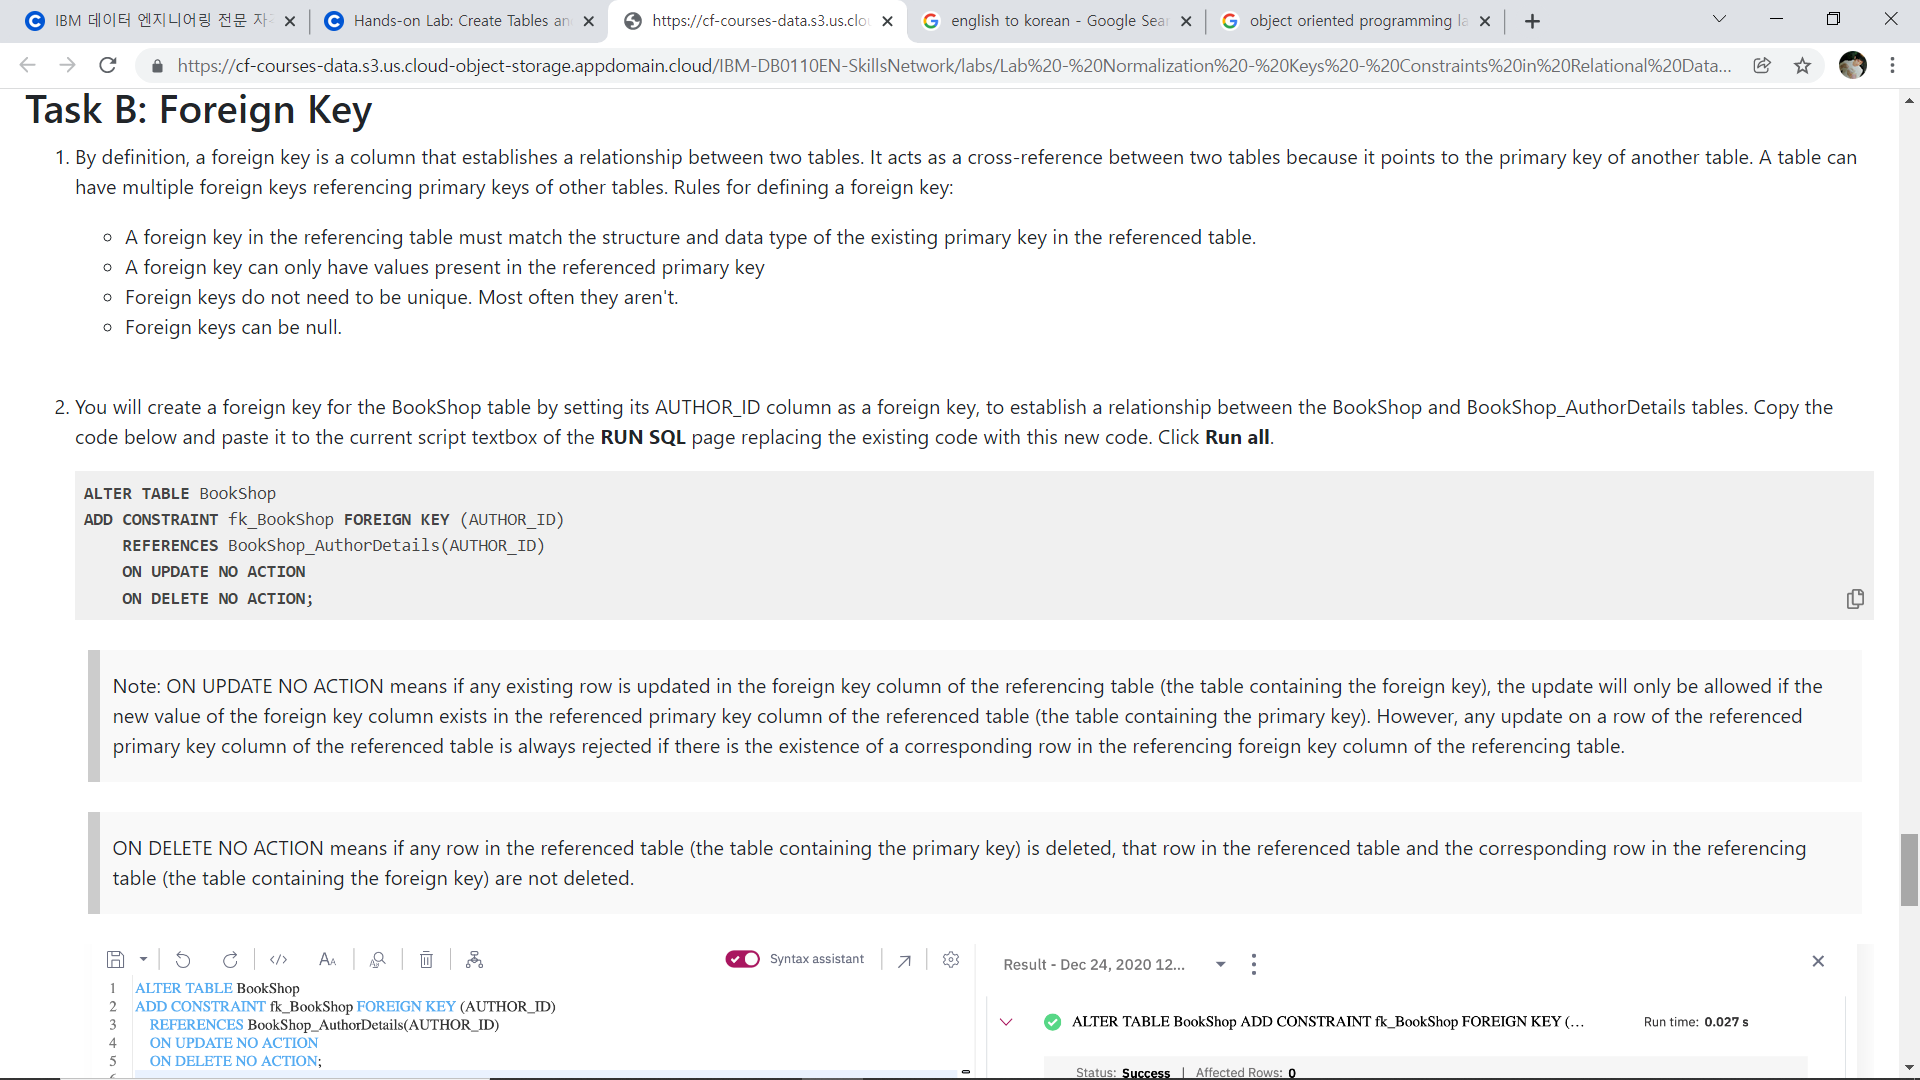 IBM 데이터 엔지니어링 전문 자
Hands-on Lab: Create Tables an
https://cf-courses-data.s3.us.clou
english to korean - Google Sear
object oriented programming la
https://cf-courses-data.s3.us.cloud-object-storage.appdomain.cloud/IBM-DB0110EN-SkillsNetwork/labs/Lab%20-%20Normalization%20-%20Keys%20-%20Constraints%20in%20Relational%20Data...
Task B: Foreign Key
1. By definition, a foreign key is a column that establishes a relationship between two tables. It acts as a cross-reference between two tables because it points to the primary key of another table. A table can
have multiple foreign keys referencing primary keys of other tables. Rules for defining a foreign key:
A foreign key in the referencing table must match the structure and data type of the existing primary key in the referenced table.
A foreign key can only have values present in the referenced primary key
Foreign keys do not need to be unique. Most often they aren't.
Foreign keys can be null.
2. You will create a foreign key for the BookShop table by setting its AUTHOR_ID column as a foreign key, to establish a relationship between the BookShop and BookShop_AuthorDetails tables. Copy the
code below and paste it to the current script textbox of the RUN SQL page replacing the existing code with this new code. Click Run all.
ALTER TABLE BookShop
ADD CONSTRAINT fk_BookShop FOREIGN KEY (AUTHOR_ID)
REFERENCES BookShop_AuthorDetails(AUTHOR_ID)
ON UPDATE NO ACTION
ON DELETE NO ACTION;
Note: ON UPDATE NO ACTION means if any existing row is updated in the foreign key column of the referencing table (the table containing the foreign key), the update will only be allowed if the
new value of the foreign key column exists in the referenced primary key column of the referenced table (the table containing the primary key). However, any update on a row of the referenced
primary key column of the referenced table is always rejected if there is the existence of a corresponding row in the referencing foreign key column of the referencing table.
ON DELETE NO ACTION means if any row in the referenced table (the table containing the primary key) is deleted, that row in the referenced table and the corresponding row in the referencing
table (the table containing the foreign key) are not deleted.
Syntax assistant
1 ALTER TABLE BookShop
2 ADD CONSTRAINT fk_BookShop FOREIGN KEY (AUTHOR_ID)
3 REFERENCES BookShop_AuthorDetails(AUTHOR_ID)
4 ON UPDATE NO ACTION
5 ON DELETE NO ACTION;
Result - Dec 24, 2020 12...
ALTER TABLE BookShop ADD CONSTRAINT fk_BookShop FOREIGN KEY (...
Run time: 0.027 s
Status: Success | Affected Rows: 0